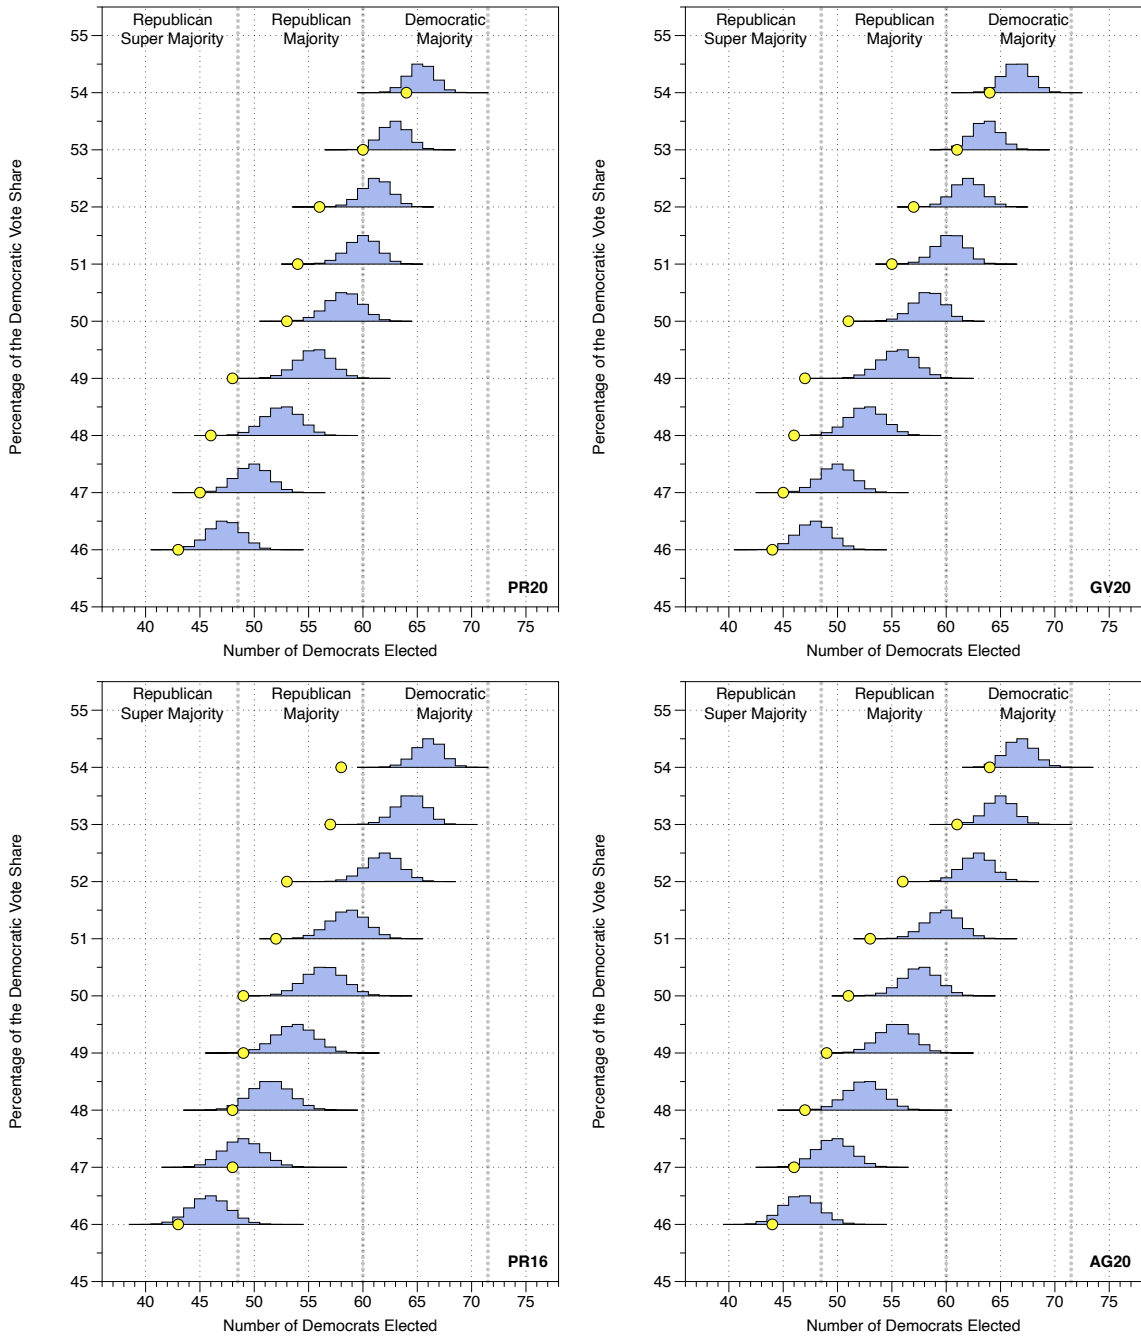 Republican
Super Majority
Republican
Majority
Democratic
Majority
Percentage of the Democratic Vote Share
55
54
53
52
51
50
49
48
47
46
45
PR20
40 45 50 55 60 65 70 75
Number of Democrats Elected
Republican
Super Majority
Republican
Majority
Democratic
Majority
Percentage of the Democratic Vote Share
55
54
53
52
51
50
49
48
47
46
45
GV20
40 45 50 55 60 65 70 75
Number of Democrats Elected
Republican
Super Majority
Republican
Majority
Democratic
Majority
Percentage of the Democratic Vote Share
55
54
53
52
51
50
49
48
47
46
45
PR16
40 45 50 55 60 65 70 75
Number of Democrats Elected
Republican
Super Majority
Republican
Majority
Democratic
Majority
Percentage of the Democratic Vote Share
55
54
53
52
51
50
49
48
47
46
45
AG20
40 45 50 55 60 65 70 75
Number of Democrats Elected